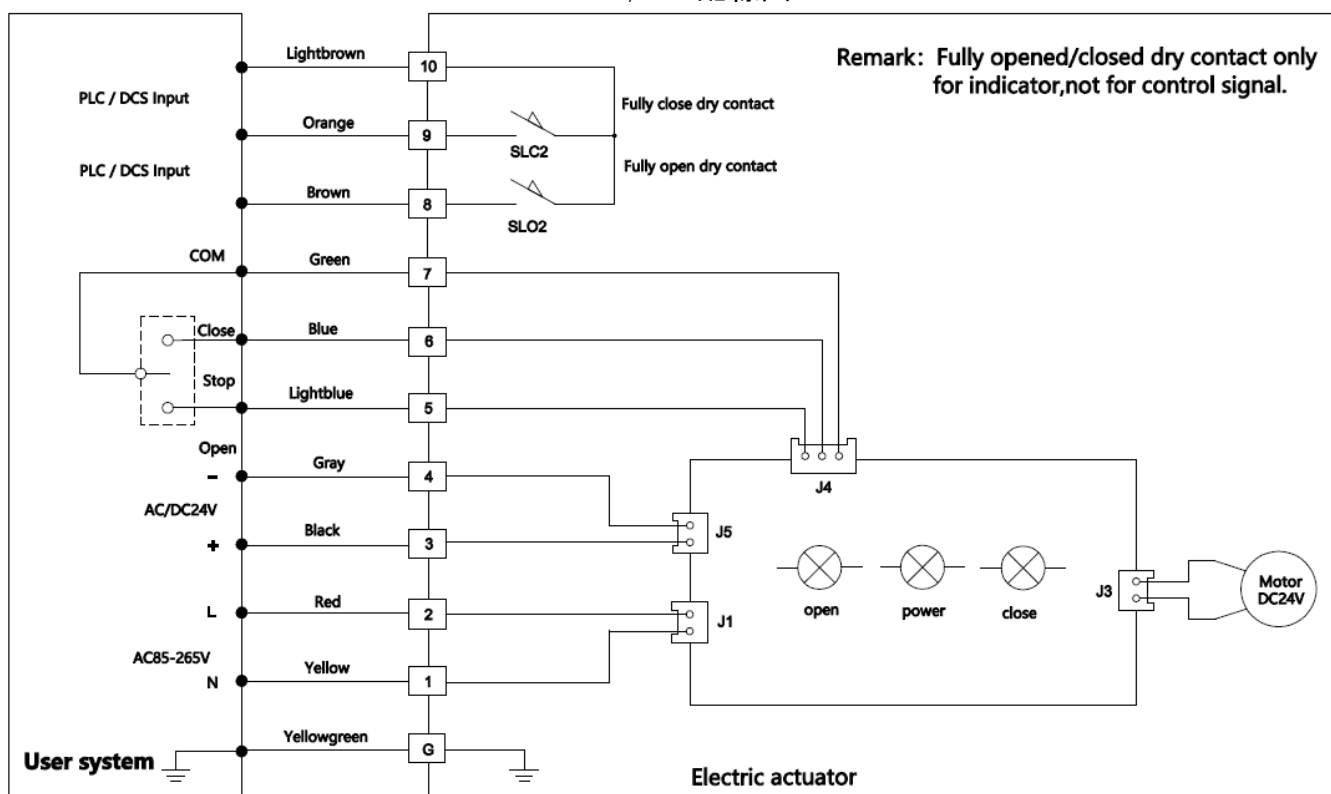 Remark: Fully opened/closed dry contact only
for indicator,not for control signal.
Lightbrown
10
PLC / DCS Input
Fully close dry contact
Orange
9
SLC2
PLC / DCS Input
Fully open dry contact
Brown
8
SLO2
COM
Green
7
Close
Blue
6
Stop
Lightblue
5
Open
-
Gray
4
J4
AC/DC24V
Black
3
J5
+
Red
L
2
J1
open
power
close
J3
Motor
DC24V
AC85-265V
Yellow
N
1
Yellowgreen
G
User system
Electric actuator